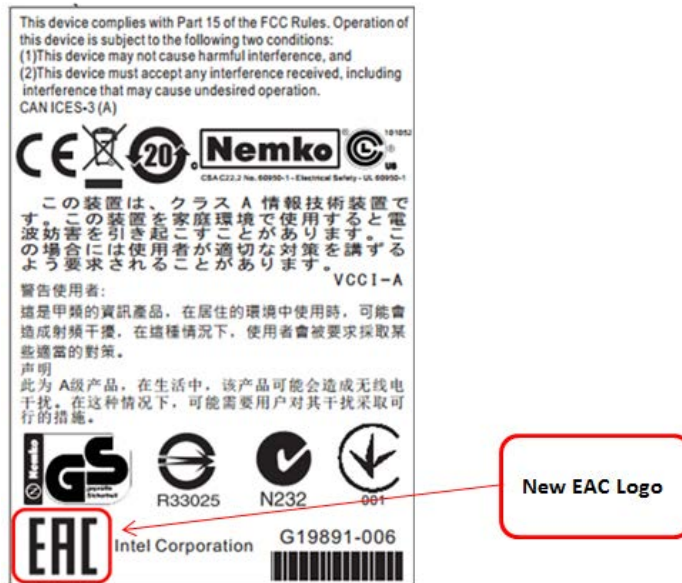 This device complies with Part 15 of the FCC Rules. Operation of
this device is subject to the following two conditions:
(1)This device may not cause harmful interference, and
(2)This device must accept any interference received, including
interference that may cause undesired operation.
CAN ICES-3 (A)
CE 20 C Nemko CL ® 101052 US
CSA C22.2 No. 60950-1 - Electrical Safety - UL 60950-1
この装置は、クラス A 情報技術装置で
す。この装置を家庭環境で使用すると電
波妨害を引き起こすことがあります。こ
の場合には使用者が適切な対策を講ずる
よう要求されることがあります。
VCCI-A
警告使用者:
這是甲類的資訊產品，在居住的環境中使用時，可能會
造成射頻干擾，在這種情況下，使用者會被要求採取某
些適當的對策。
声明
此为 A级产品，在生活中，该产品可能会造成无线电
干扰。在这种情况下，可能需要用户对其干扰采取可
行的措施。
N Nemko GS geprüfte Sicherheit
R33025 N232 001
EAC Intel Corporation G19891-006
New EAC Logo